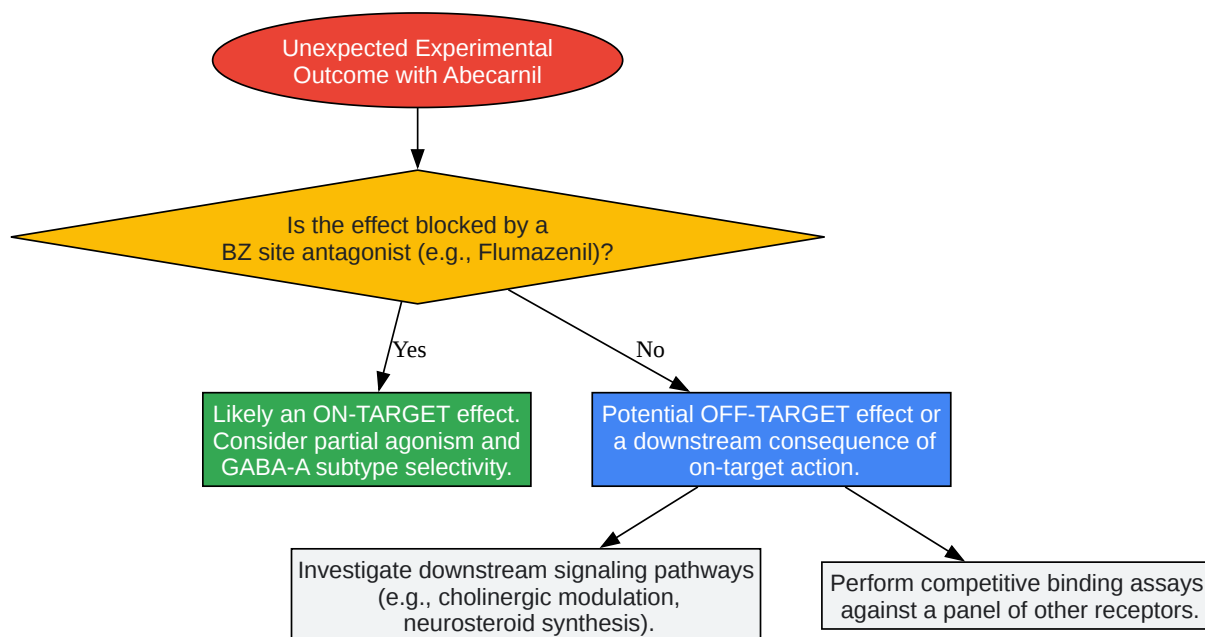 Unexpected Experimental
Outcome with Abecarnil
Is the effect blocked by a
BZ site antagonist (e.g., Flumazenil)?
Yes
No
Likely an ON-TARGET effect.
Consider partial agonism and
GABA-A subtype selectivity.
Potential OFF-TARGET effect or
a downstream consequence of
on-target action.
Investigate downstream signaling pathways
(e.g., cholinergic modulation,
neurosteroid synthesis).
Perform competitive binding assays
against a panel of other receptors.